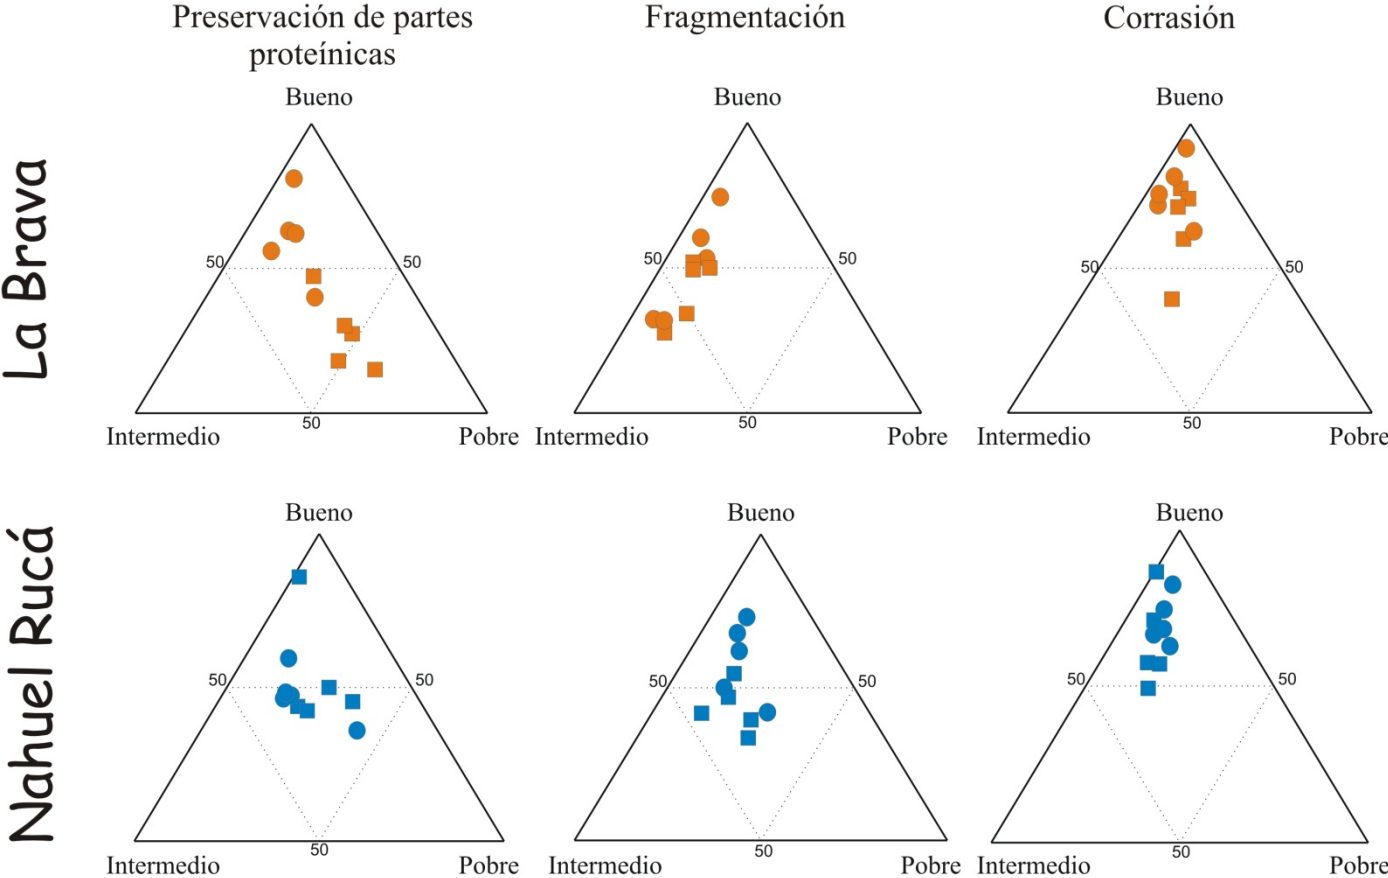 Preservación de partes
proteínicas
Fragmentación
Corrasión
La Brava
Bueno
50 50
50
Intermedio Pobre
Bueno
50 50
50
Intermedio Pobre
Bueno
50 50
50
Intermedio Pobre
Nahuel Rucá
Bueno
50 50
50
Intermedio Pobre
Bueno
50 50
50
Intermedio Pobre
Bueno
50 50
50
Intermedio Pobre